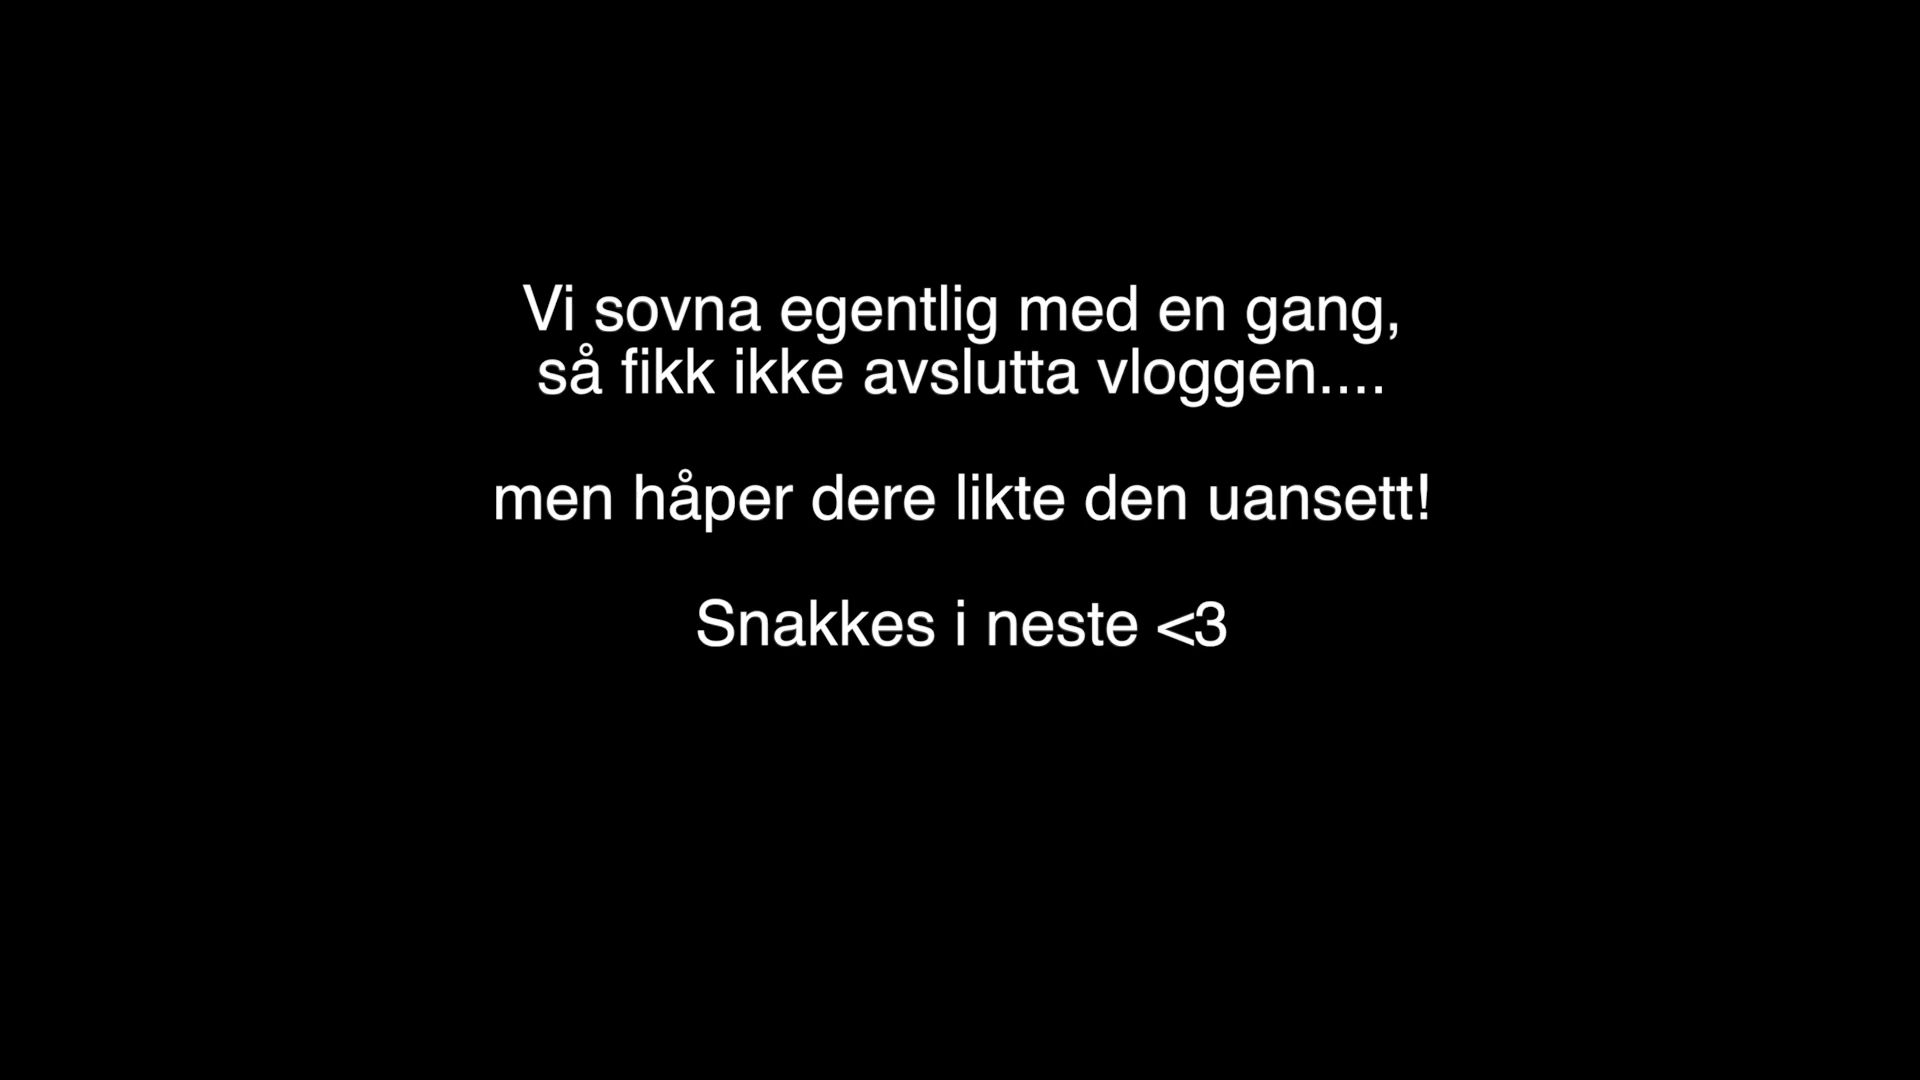 Vi sovna egentlig med en gang,
så fikk ikke avslutta vloggen....
men håper dere likte den uansett!
Snakkes i neste <3